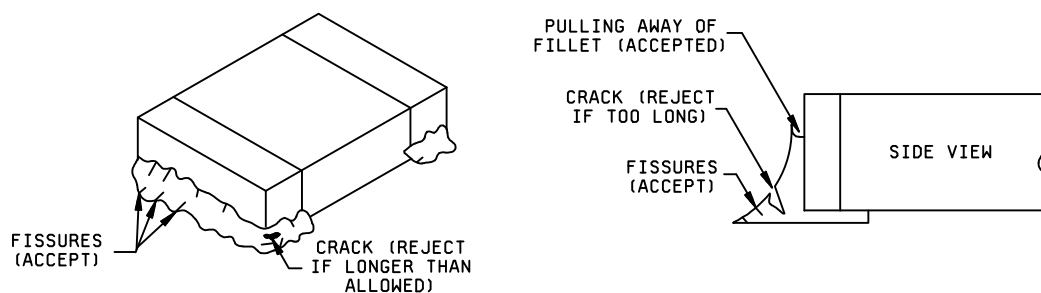 FISSURES
(ACCEPT)
CRACK (REJECT
IF LONGER THAN
ALLOWED)
PULLING AWAY OF
FILLET (ACCEPTED)
CRACK (REJECT
IF TOO LONG)
FISSURES
(ACCEPT)
SIDE VIEW